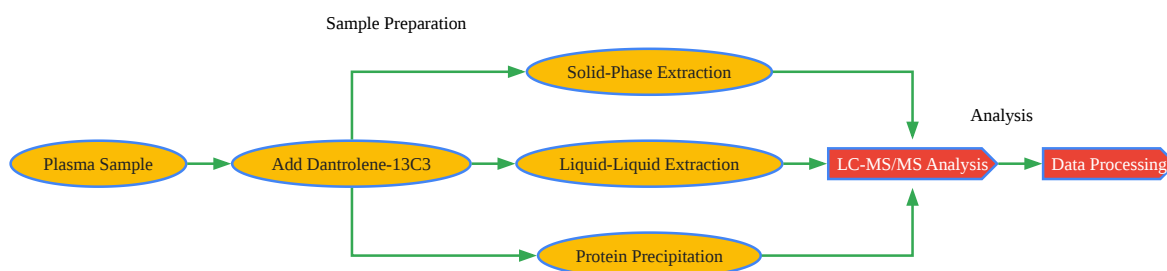 Sample Preparation
Solid-Phase Extraction
Analysis
Plasma Sample
Add Dantrolene-13C3
Liquid-Liquid Extraction
LC-MS/MS Analysis
Data Processing
Protein Precipitation